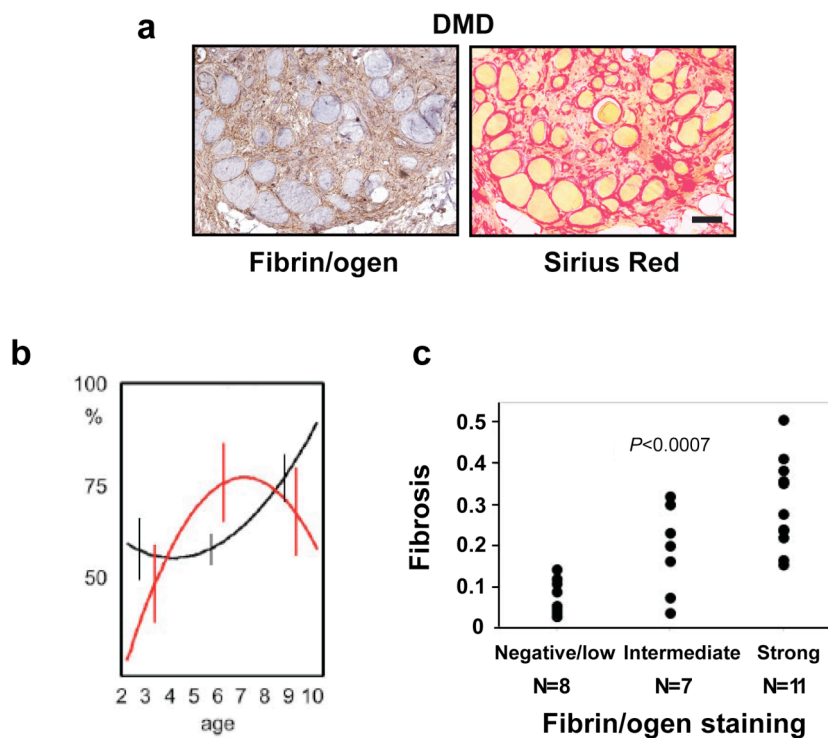 a
DMD
Fibrin/ogen
Sirius Red
b
100
%
75
50
2 3 4 5 6 7 8 9 10
age
c
0.5
0.4
0.3
0.2
0.1
0
Fibrosis
P<0.0007
Negative/low Intermediate Strong
N=8 N=7 N=11
Fibrin/ogen staining